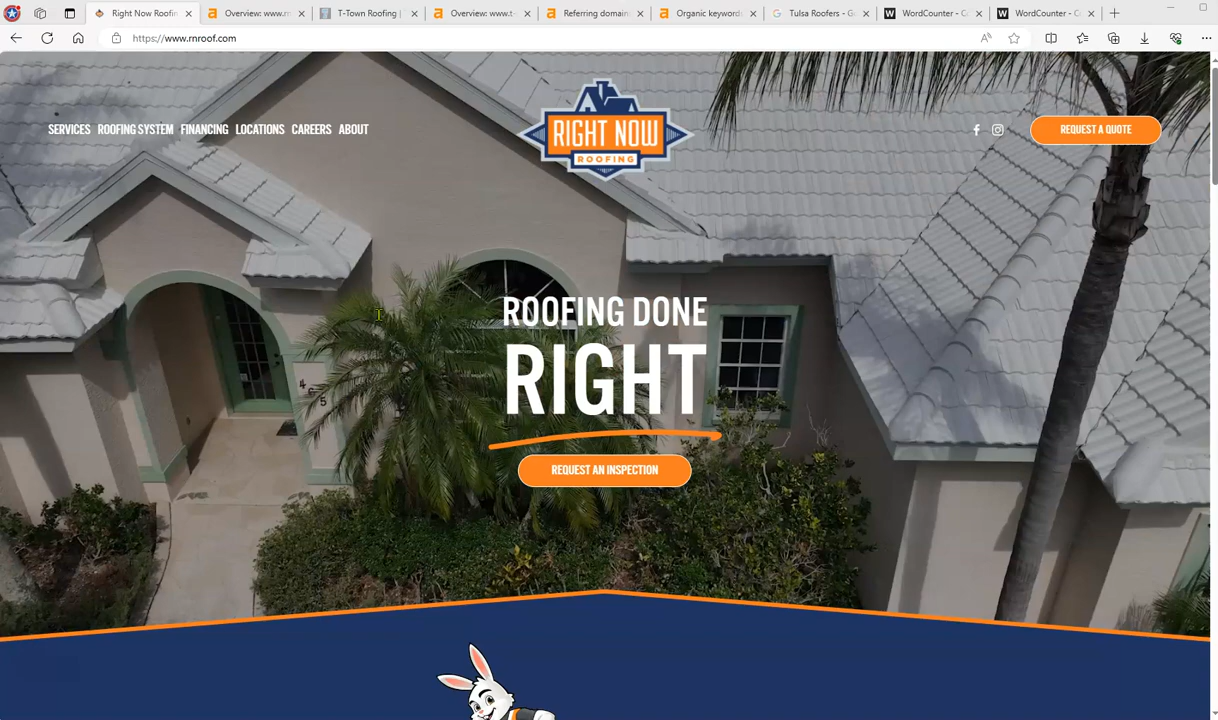 Right Now Roofin
Overview: www.r
T-Town Roofing |
Overview: www.t-
Referring domain
Organic keywords
Tulsa Roofers - G
WordCounter - C
WordCounter - C
https://www.rnroof.com
SERVICES ROOFING SYSTEM FINANCING LOCATIONS CAREERS ABOUT
RIGHT NOW
ROOFING
REQUEST A QUOTE
ROOFING DONE
RIGHT
REQUEST AN INSPECTION